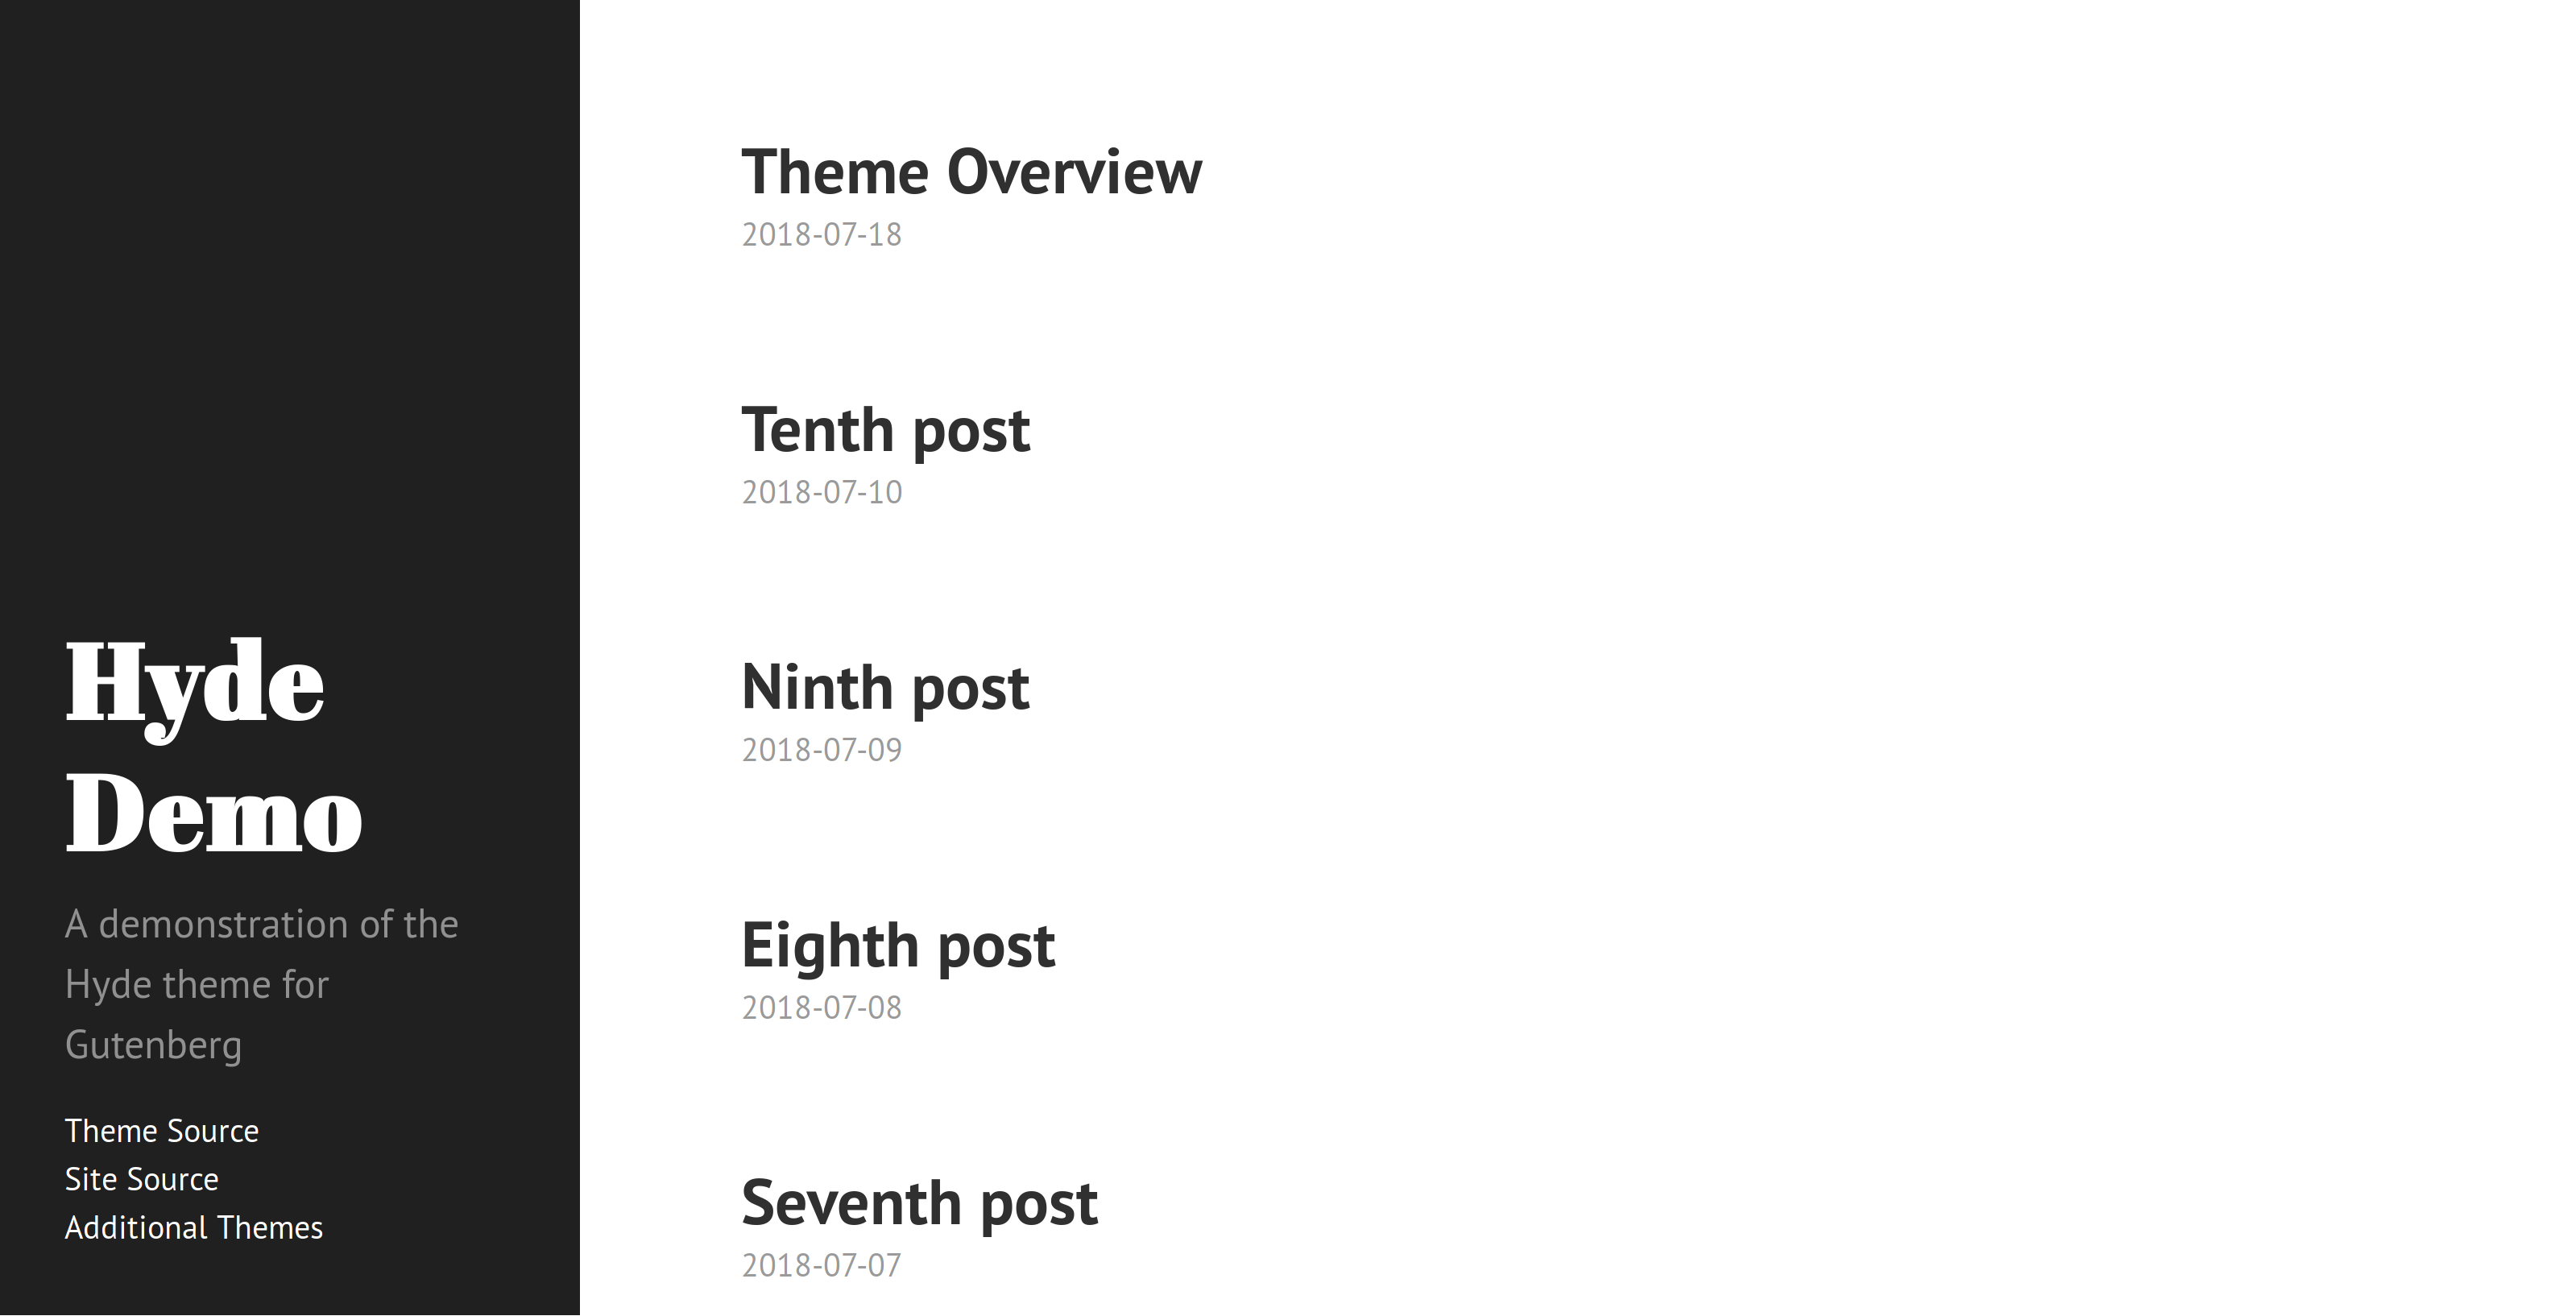 Hyde
Demo
A demonstration of the
Hyde theme for
Gutenberg
Theme Source
Site Source
Additional Themes
Theme Overview
2018-07-18
Tenth post
2018-07-10
Ninth post
2018-07-09
Eighth post
2018-07-08
Seventh post
2018-07-07